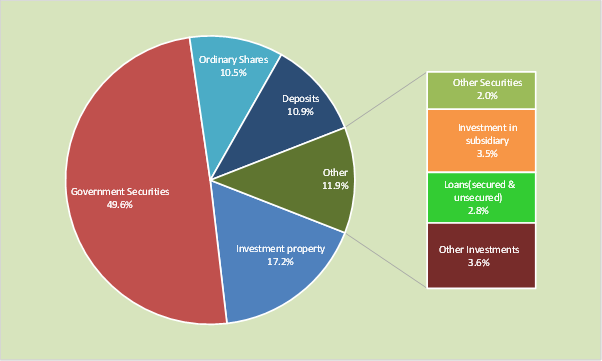 Ordinary Shares
10.5%
Deposits
10.9%
Other
11.9%
Government Securities
49.6%
Investment property
17.2%
Other Securities
2.0%
Investment in
subsidiary
3.5%
Loans(secured &
unsecured)
2.8%
Other Investments
3.6%